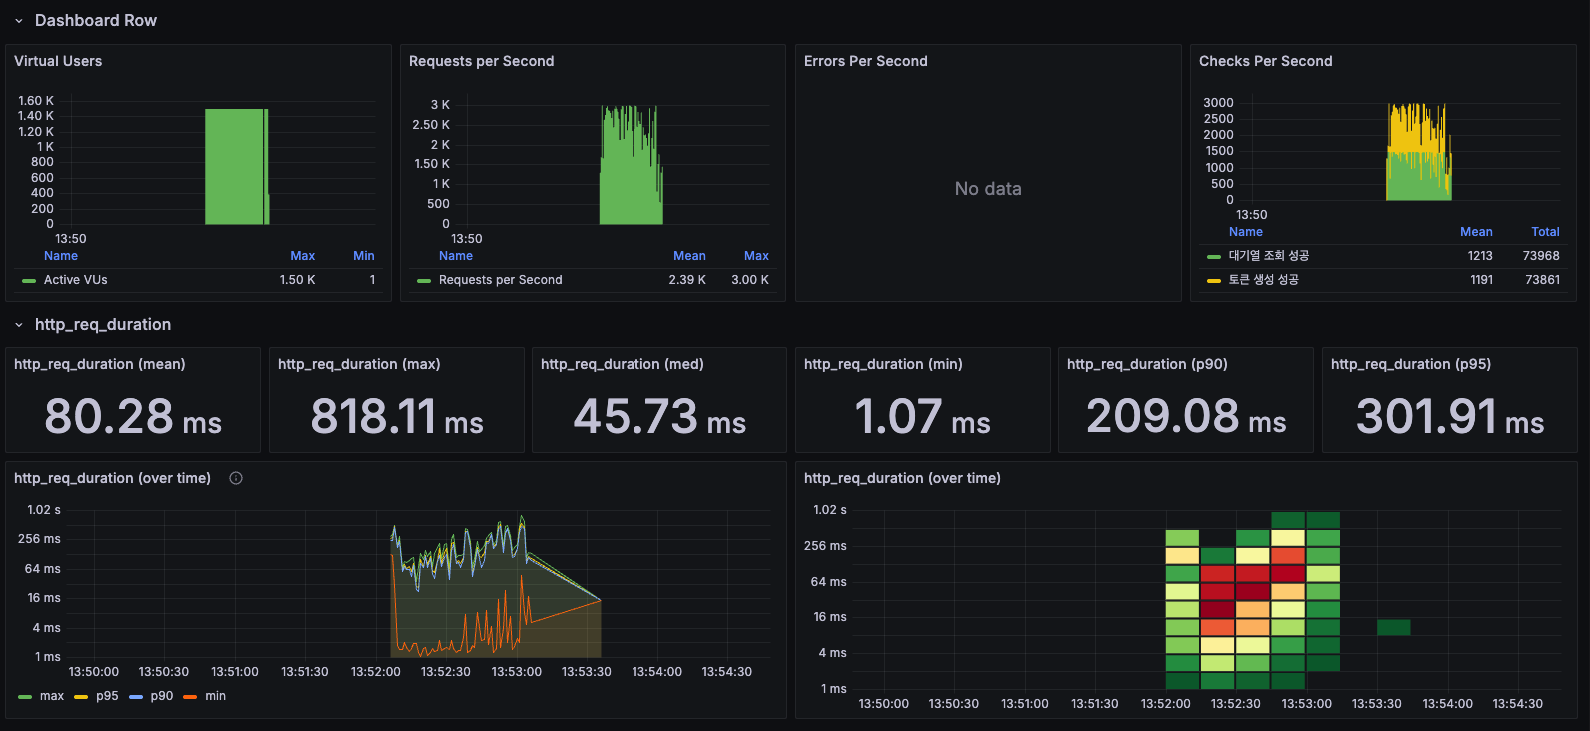 Dashboard Row
Virtual Users
1.60 K
1.40 K
1.20 K
1 K
800
600
400
200
0
13:50
Name Max Min
Active VUs 1.50 K 1
Requests per Second
3 K
2.50 K
2 K
1.50 K
1 K
500
0
13:50
Name Mean Max
Requests per Second 2.39 K 3.00 K
Errors Per Second
No data
Checks Per Second
3000
2500
2000
1500
1000
500
0
13:50
Name Mean Total
대기열 조회 성공 1213 73968
토큰 생성 성공 1191 73861
http_req_duration
http_req_duration (mean)
80.28 ms
http_req_duration (max)
818.11 ms
http_req_duration (med)
45.73 ms
http_req_duration (min)
1.07 ms
http_req_duration (p90)
209.08 ms
http_req_duration (p95)
301.91 ms
http_req_duration (over time)
1.02 s
256 ms
64 ms
16 ms
4 ms
1 ms
13:50:00 13:50:30 13:51:00 13:51:30 13:52:00 13:52:30 13:53:00 13:53:30 13:54:00 13:54:30
max p95 p90 min
http_req_duration (over time)
1.02 s
256 ms
64 ms
16 ms
4 ms
1 ms
13:50:00 13:50:30 13:51:00 13:51:30 13:52:00 13:52:30 13:53:00 13:53:30 13:54:00 13:54:30